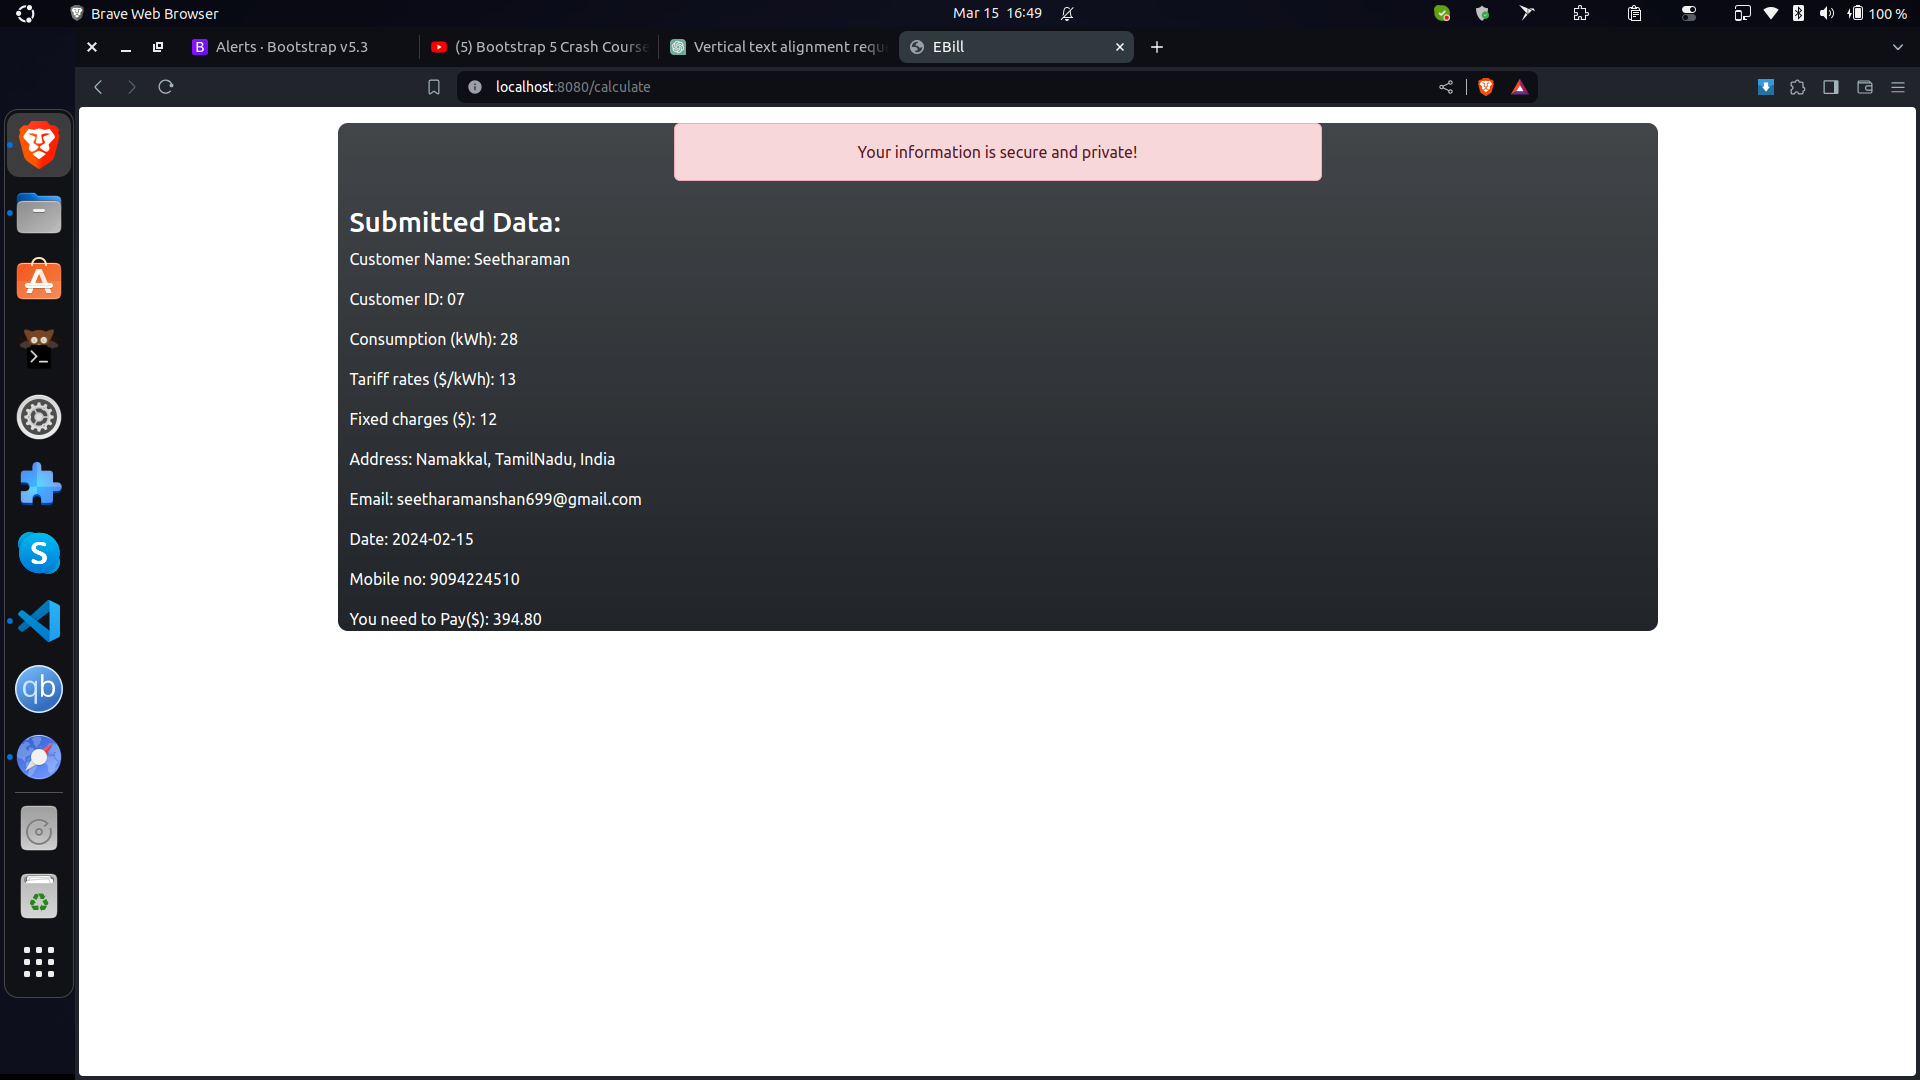 Brave Web Browser
Mar 15 16:49
100 %
Alerts · Bootstrap v5.3
(5) Bootstrap 5 Crash Course
Vertical text alignment requ
EBill
localhost:8080/calculate
Your information is secure and private!
Submitted Data:
Customer Name: Seetharaman
Customer ID: 07
Consumption (kWh): 28
Tariff rates ($/kWh): 13
Fixed charges ($): 12
Address: Namakkal, TamilNadu, India
Email: seetharamanshan699@gmail.com
Date: 2024-02-15
Mobile no: 9094224510
You need to Pay($): 394.80